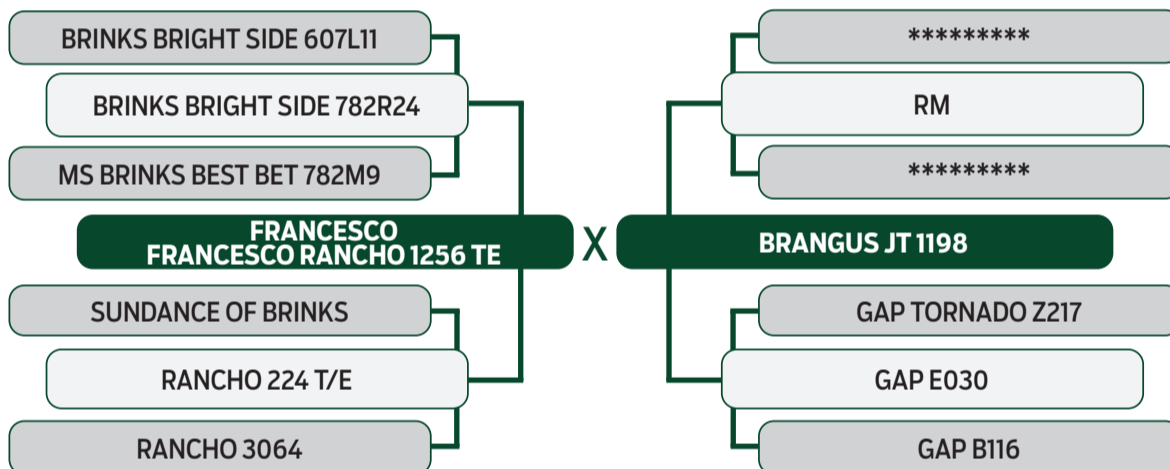 BRINKS BRIGHT SIDE 607L11
BRINKS BRIGHT SIDE 782R24
MS BRINKS BEST BET 782M9
FRANCESCO
FRANCESCO RANCHO 1256 TE
SUNDANCE OF BRINKS
RANCHO 224 T/E
RANCHO 3064
X
*********
RM
*********
BRANGUS JT 1198
GAP TORNADO Z217
GAP E030
GAP B116